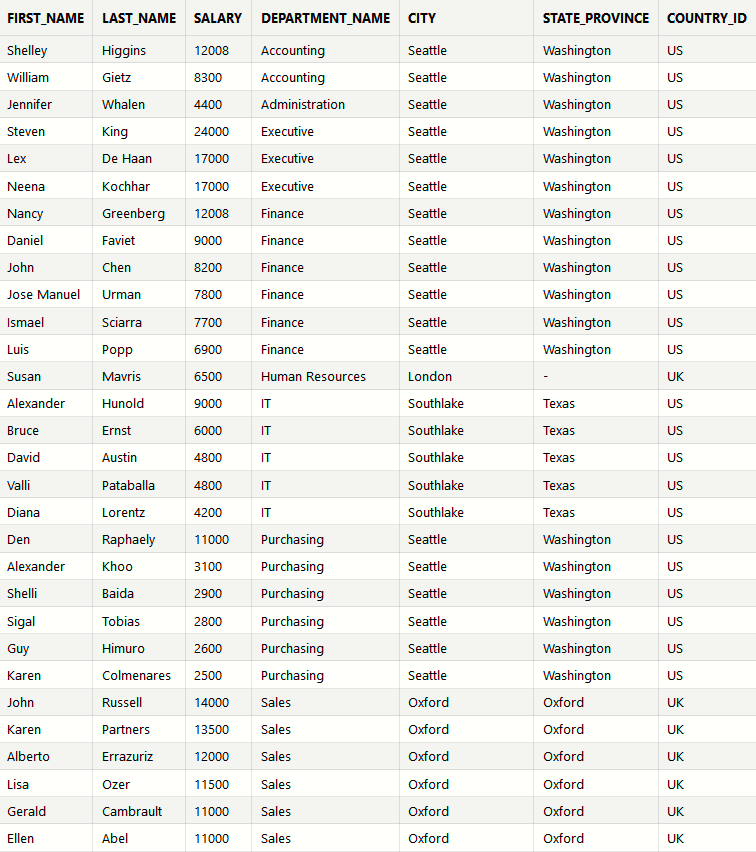 FIRST_NAME LAST_NAME SALARY DEPARTMENT_NAME CITY STATE_PROVINCE COUNTRY_ID
Shelley Higgins 12008 Accounting Seattle Washington US
William Gietz 8300 Accounting Seattle Washington US
Jennifer Whalen 4400 Administration Seattle Washington US
Steven King 24000 Executive Seattle Washington US
Lex De Haan 17000 Executive Seattle Washington US
Neena Kochhar 17000 Executive Seattle Washington US
Nancy Greenberg 12008 Finance Seattle Washington US
Daniel Faviet 9000 Finance Seattle Washington US
John Chen 8200 Finance Seattle Washington US
Jose Manuel Urman 7800 Finance Seattle Washington US
Ismael Sciarra 7700 Finance Seattle Washington US
Luis Popp 6900 Finance Seattle Washington US
Susan Mavris 6500 Human Resources London - UK
Alexander Hunold 9000 IT Southlake Texas US
Bruce Ernst 6000 IT Southlake Texas US
David Austin 4800 IT Southlake Texas US
Valli Pataballa 4800 IT Southlake Texas US
Diana Lorentz 4200 IT Southlake Texas US
Den Raphaely 11000 Purchasing Seattle Washington US
Alexander Khoo 3100 Purchasing Seattle Washington US
Shelli Baida 2900 Purchasing Seattle Washington US
Sigal Tobias 2800 Purchasing Seattle Washington US
Guy Himuro 2600 Purchasing Seattle Washington US
Karen Colmenares 2500 Purchasing Seattle Washington US
John Russell 14000 Sales Oxford Oxford UK
Karen Partners 13500 Sales Oxford Oxford UK
Alberto Errazuriz 12000 Sales Oxford Oxford UK
Lisa Ozer 11500 Sales Oxford Oxford UK
Gerald Cambrault 11000 Sales Oxford Oxford UK
Ellen Abel 11000 Sales Oxford Oxford UK